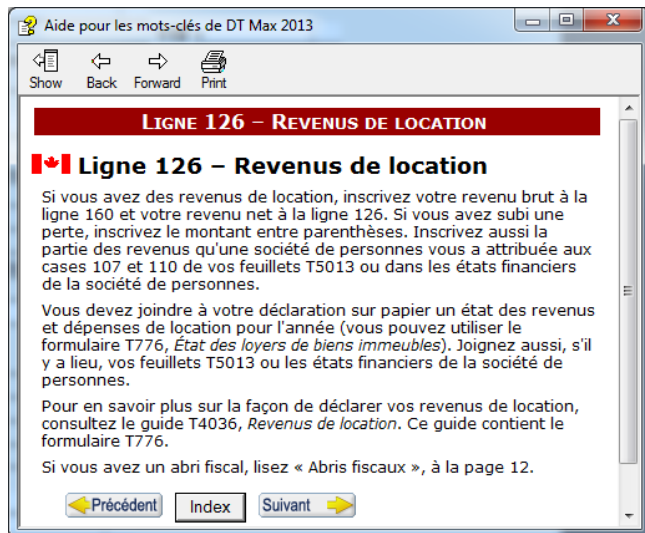 Aide pour les mots-clés de DT Max 2013
Show Back Forward Print
LIGNE 126 – REVENUS DE LOCATION
Ligne 126 – Revenus de location
Si vous avez des revenus de location, inscrivez votre revenu brut à la
ligne 160 et votre revenu net à la ligne 126. Si vous avez subi une
perte, inscrivez le montant entre parenthèses. Inscrivez aussi la
partie des revenus qu'une société de personnes vous a attribuée aux
cases 107 et 110 de vos feuillets T5013 ou dans les états financiers
de la société de personnes.
Vous devez joindre à votre déclaration sur papier un état des revenus
et dépenses de location pour l'année (vous pouvez utiliser le
formulaire T776, État des loyers de biens immeubles). Joignez aussi, s'il
y a lieu, vos feuillets T5013 ou les états financiers de la société de
personnes.
Pour en savoir plus sur la façon de déclarer vos revenus de location,
consultez le guide T4036, Revenus de location. Ce guide contient le
formulaire T776.
Si vous avez un abri fiscal, lisez « Abris fiscaux », à la page 12.
Précédent Index Suivant